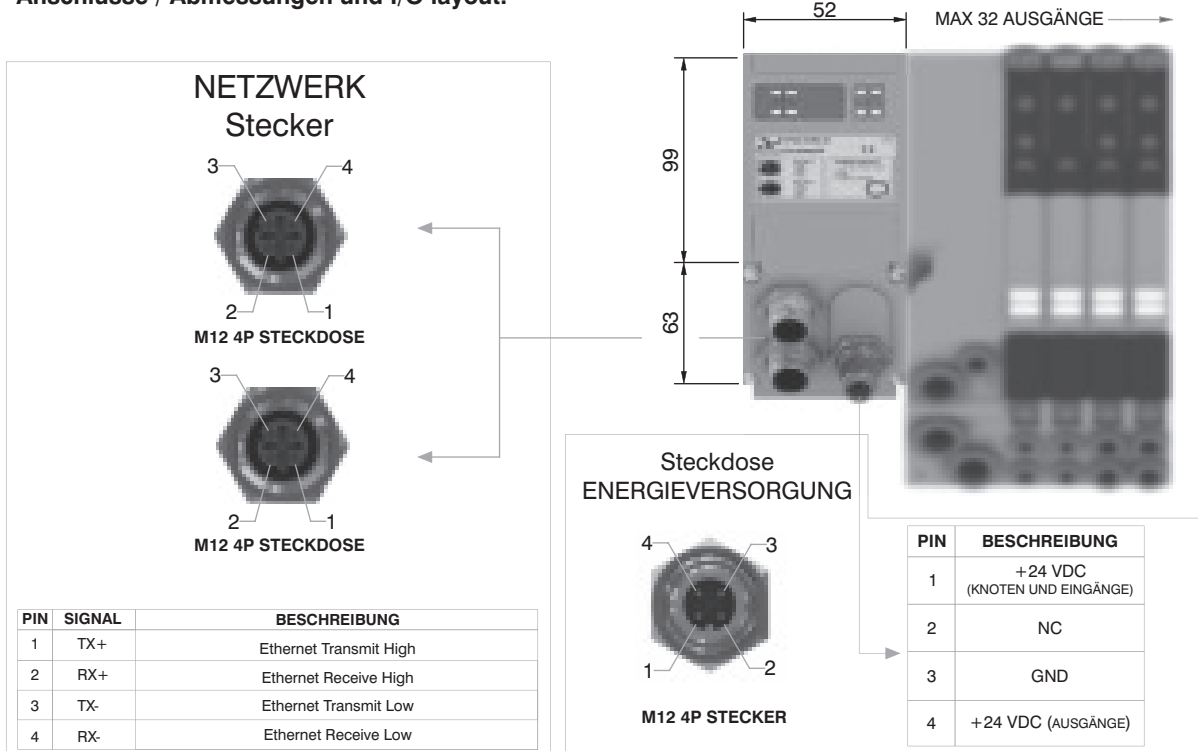 Anschlüsse / Abmessungen und I/O layout:
52
MAX 32 AUSGÄNGE
99
63
NETZWERK
Stecker
3
4
2
1
M12 4P STECKDOSE
3
4
2
1
M12 4P STECKDOSE
PIN SIGNAL BESCHREIBUNG
1 TX+ Ethernet Transmit High
2 RX+ Ethernet Receive High
3 TX- Ethernet Transmit Low
4 RX- Ethernet Receive Low
Steckdose
ENERGIEVERSORGUNG
4
3
1
2
M12 4P STECKER
PIN BESCHREIBUNG
1 +24 VDC
(KNOTEN UND EINGÄNGE)
2 NC
3 GND
4 +24 VDC (AUSGÄNGE)